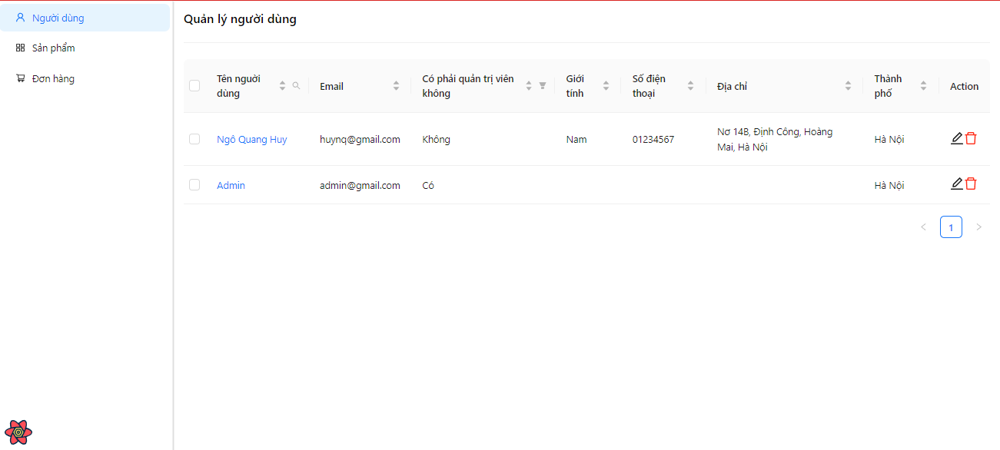 Người dùng
Sản phẩm
Đơn hàng
Quản lý người dùng
Tên người dùng
Email
Có phải quản trị viên không
Giới tính
Số điện thoại
Địa chỉ
Thành phố
Action
Ngô Quang Huy
huynq@gmail.com
Không
Nam
01234567
Nơ 14B, Định Công, Hoàng
Mai, Hà Nội
Hà Nội
Admin
admin@gmail.com
Có
Hà Nội
1